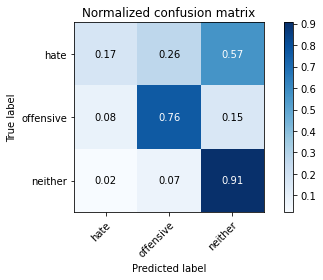 Normalized confusion matrix
True label
hate
0.17 0.26 0.57
offensive
0.08 0.76 0.15
neither
0.02 0.07 0.91
hate offensive neither
Predicted label
0.9
0.8
0.7
0.6
0.5
0.4
0.3
0.2
0.1